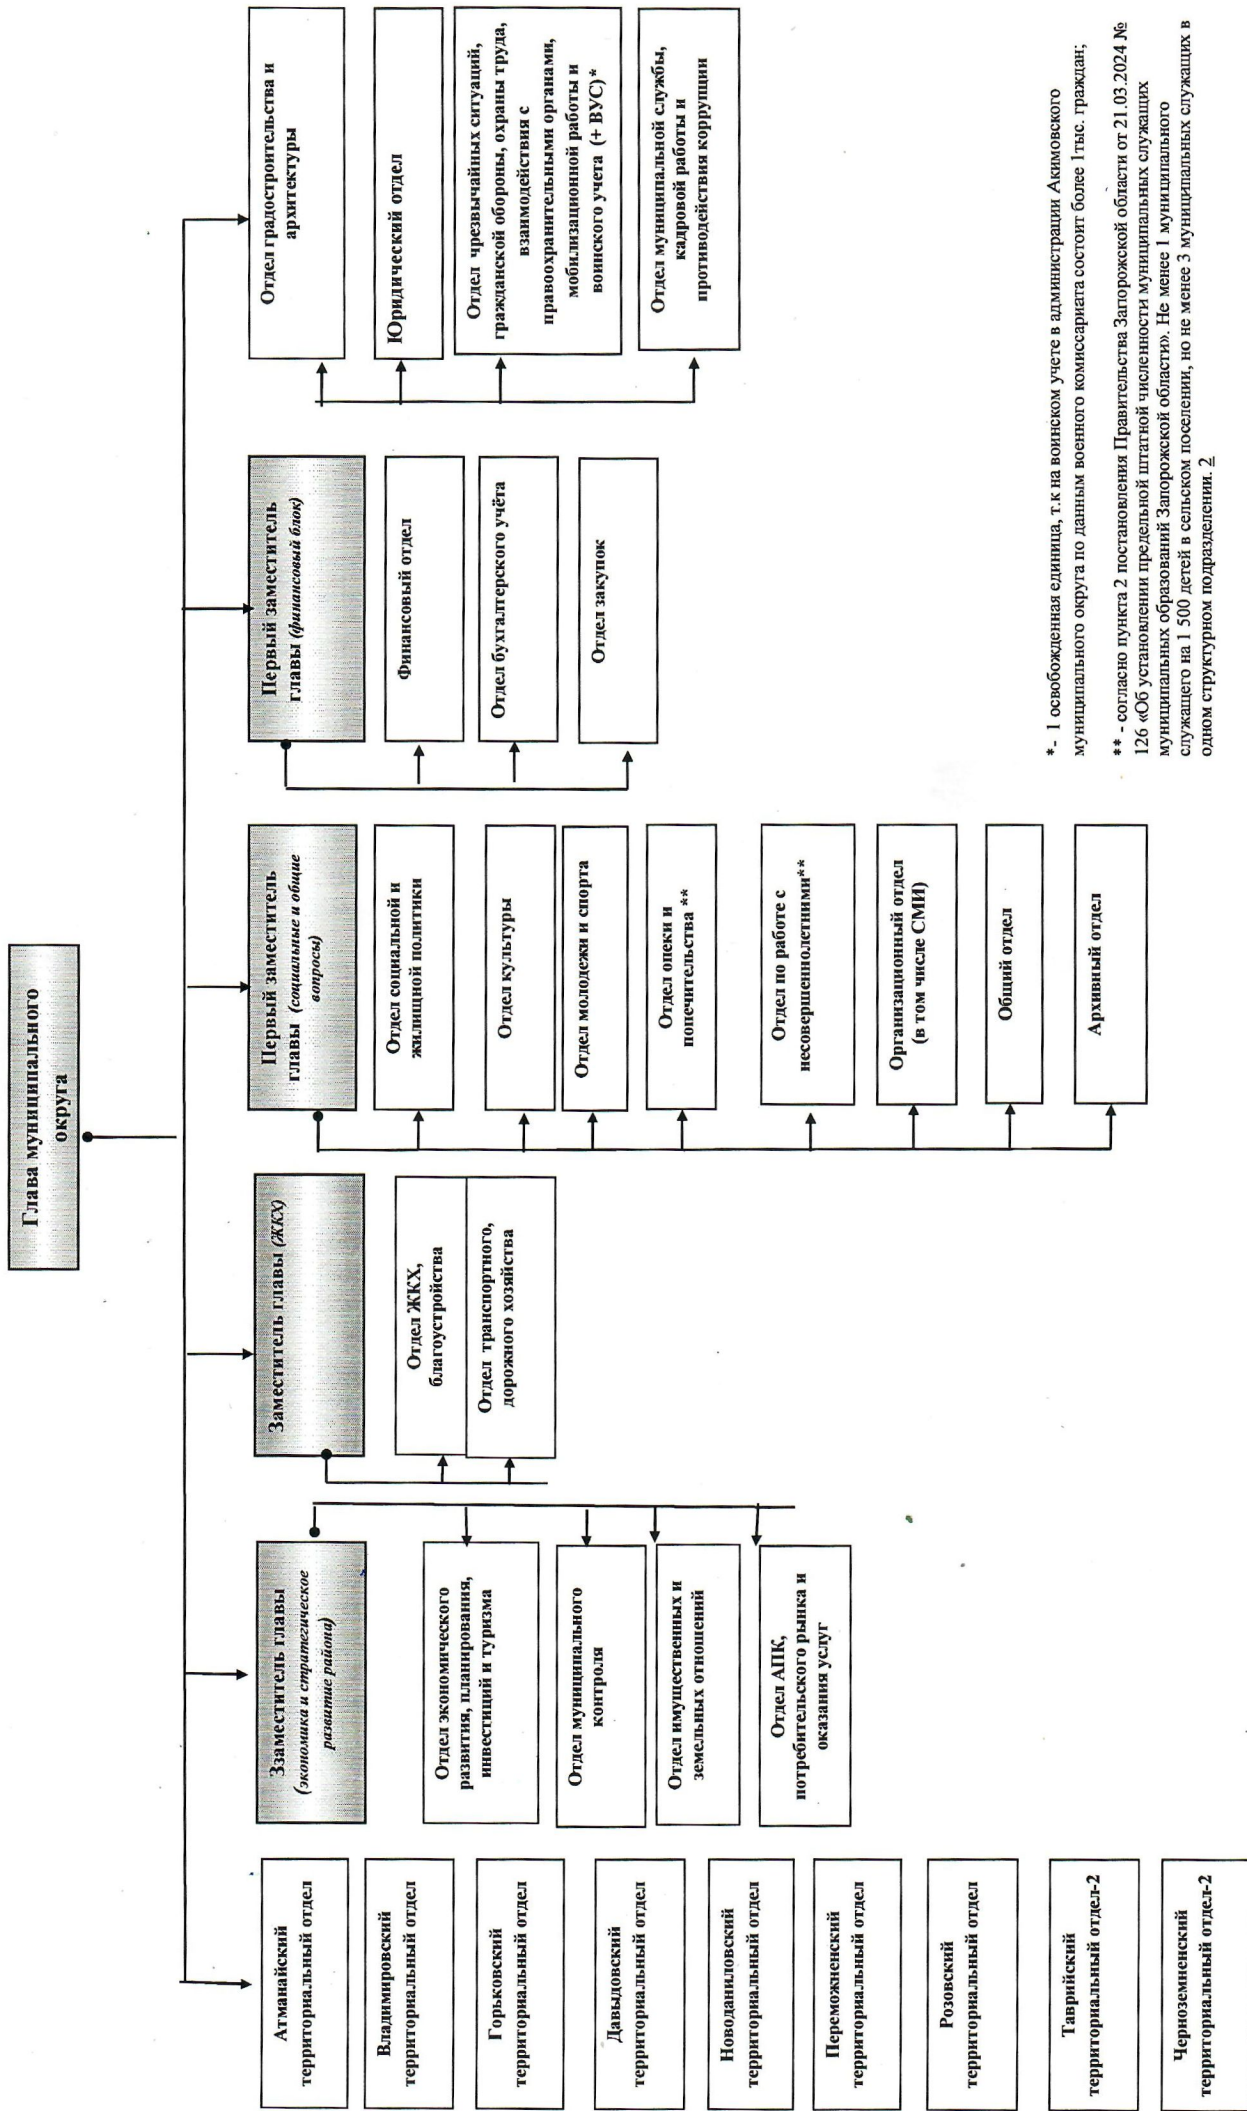 Глава муниципального
округа
Атманайский
территориальный отдел
Владимировский
территориальный отдел
Горьковский
территориальный отдел
Давыдовский
территориальный отдел
Новоданиловский
территориальный отдел
Переможненский
территориальный отдел
Розовский
территориальный отдел
Таврийский
территориальный отдел-2
Черноземненский
территориальный отдел-2
Ззаместитель главы
(экономика и стратегическое
развитие района)
Отдел экономического
развития, планирования,
инвестиций и туризма
Отдел муниципального
контроля
Отдел имущественных и
земельных отношений
Отдел АПК,
потребительского рынка и
оказания услуг
Заместитель главы (ЖКХ)
Отдел ЖКХ,
благоустройства
Отдел транспортного,
дорожного хозяйства
Первый заместитель
главы (социальные и общие
вопросы)
Отдел социальной и
жилищной политики
Отдел культуры
Отдел молодежи и спорта
Отдел опеки и
попечительства **
Отдел по работе с
несовершеннолетними**
Организационный отдел
(в том числе СМИ)
Общий отдел
Архивный отдел
Первый заместитель
главы (финансовый блок)
Финансовый отдел
Отдел бухгалтерского учёта
Отдел закупок
Отдел градостроительства и
архитектуры
Юридический отдел
Отдел чрезвычайных ситуаций,
гражданской обороны, охраны труда,
взаимодействия с
правоохранительными органами,
мобилизационной работы и
воинского учета (+ ВУС)*
Отдел муниципальной службы,
кадровой работы и
противодействия коррупции
*- 1 освобожденная единица, т.к на воинском учете в администрации Акимовского
муниципального округа по данным военного комиссариата состоит более 1тыс. граждан;
** - согласно пункта 2 постановления Правительства Запорожской области от 21.03.2024 №
126 «Об установлении предельной штатной численности муниципальных служащих
муниципальных образований Запорожской области». Не менее 1 муниципального
служащего на 1 500 детей в сельском поселении, но не менее 3 муниципальных служащих в
одном структурном подразделении. 2